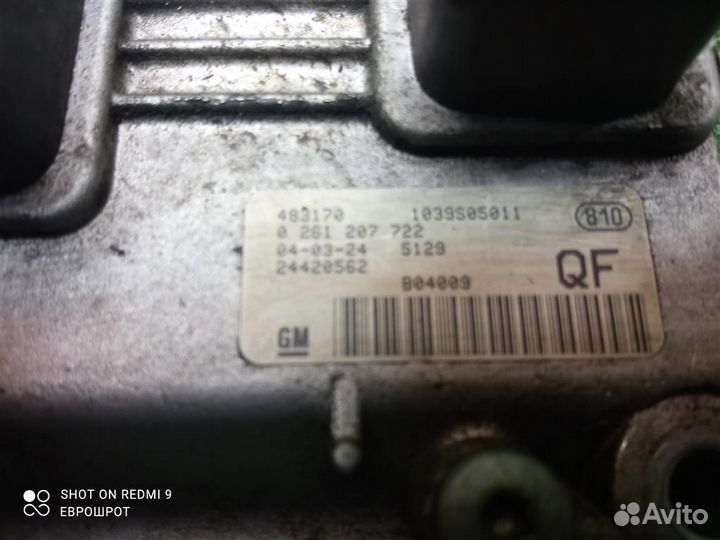 483170 1039S05011 810
0 261 207 722
04-03-24 5129
24420562 QF
B04009
GM
SHOT ON REDMI 9
ЕВРОШРОТ
Avito